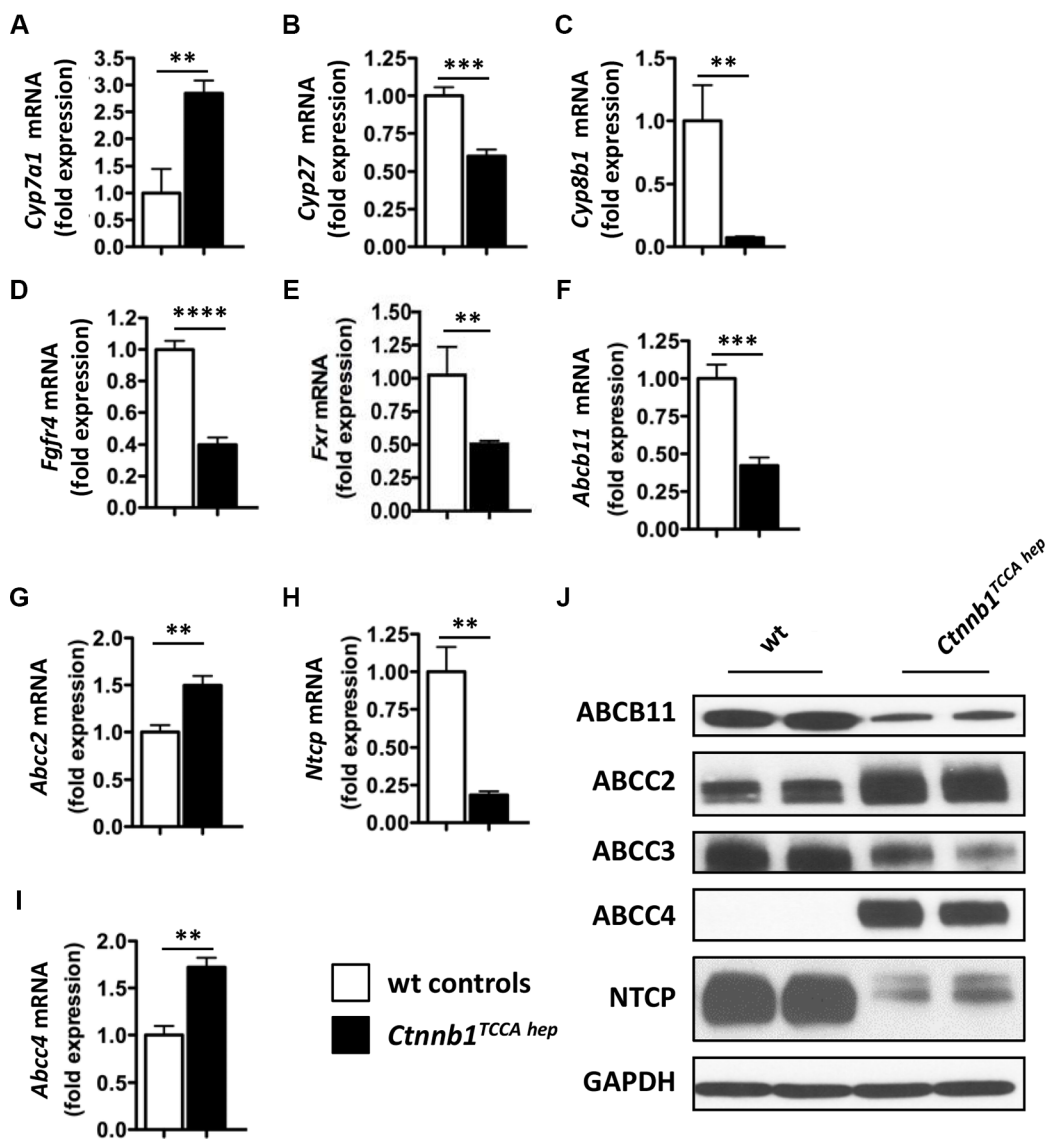 A
Cyp7a1 mRNA
(fold expression)
3.5
3.0
2.5
2.0
1.5
1.0
0.5
0.0
**
B
Cyp27 mRNA
(fold expression)
1.25
1.00
0.75
0.50
0.25
0.00
***
C
Cyp8b1 mRNA
(fold expression)
1.5
1.0
0.5
0.0
**
D
Fgfr4 mRNA
(fold expression)
1.2
1.0
0.8
0.6
0.4
0.2
0.0
****
E
Fxr mRNA
(fold expression)
1.50
1.25
1.00
0.75
0.50
0.25
0.00
**
F
Abcb11 mRNA
(fold expression)
1.25
1.00
0.75
0.50
0.25
0.00
***
G
Abcc2 mRNA
(fold expression)
2.0
1.5
1.0
0.5
0.0
**
H
Ntcp mRNA
(fold expression)
1.25
1.00
0.75
0.50
0.25
0.00
**
I
Abcc4 mRNA
(fold expression)
2.0
1.5
1.0
1.5
0.0
**
wt controls
Ctnnb1TCCA hep
J
wt
Ctnnb1TCCA hep
ABCB11
ABCC2
ABCC3
ABCC4
NTCP
GAPDH